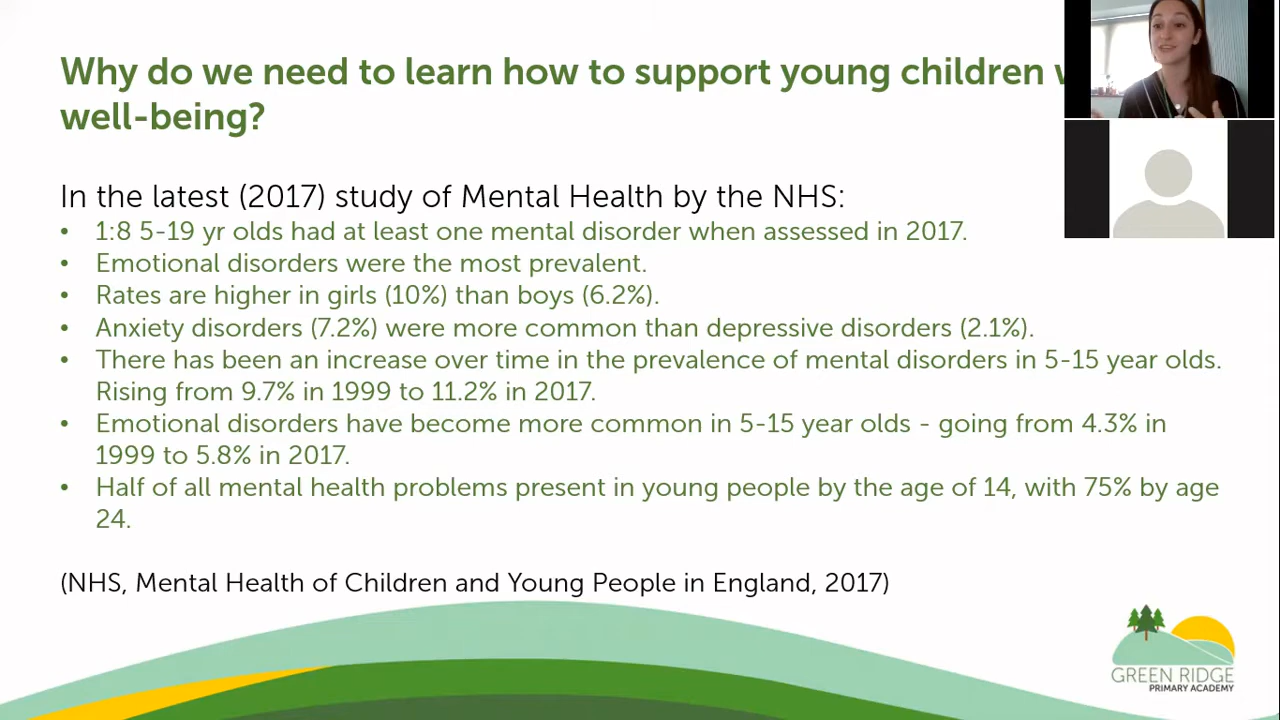 Why do we need to learn how to support young children
well-being?
In the latest (2017) study of Mental Health by the NHS:
• 1:8 5-19 yr olds had at least one mental disorder when assessed in 2017.
• Emotional disorders were the most prevalent.
• Rates are higher in girls (10%) than boys (6.2%).
• Anxiety disorders (7.2%) were more common than depressive disorders (2.1%).
• There has been an increase over time in the prevalence of mental disorders in 5-15 year olds.
Rising from 9.7% in 1999 to 11.2% in 2017.
• Emotional disorders have become more common in 5-15 year olds - going from 4.3% in
1999 to 5.8% in 2017.
• Half of all mental health problems present in young people by the age of 14, with 75% by age
24.
(NHS, Mental Health of Children and Young People in England, 2017)
GREEN RIDGE
PRIMARY ACADEMY